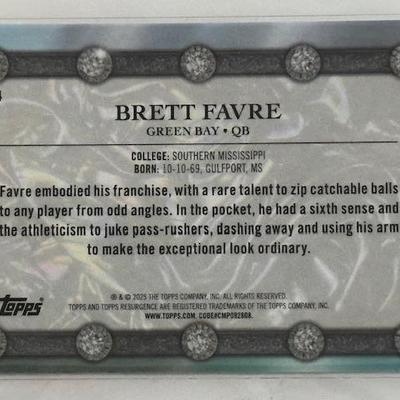 BRETT FAVRE
GREEN BAY • QB
COLLEGE: SOUTHERN MISSISSIPPI
BORN: 10-10-69, GULFPORT, MS
Favre embodied his franchise, with a rare talent to zip catchable balls
to any player from odd angles. In the pocket, he had a sixth sense and
the athleticism to juke pass-rushers, dashing away and using his arm
to make the exceptional look ordinary.
topps
® & © 2025 THE TOPPS COMPANY, INC. ALL RIGHTS RESERVED.
TOPPS AND TOPPS RESURGENCE ARE REGISTERED TRADEMARKS OF THE TOPPS COMPANY, INC.
WWW.TOPPS.COM. CODE#CMP082808.